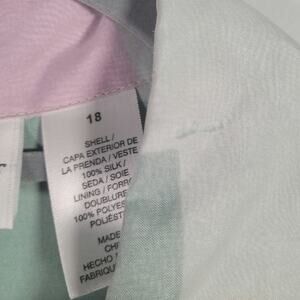 18
SHELL /
CAPA EXTERIOR DE
LA PRENDA / VESTE
100% SILK /
SEDA / SOIE
LINING / FORRO
DOUBLURE
100% POLYES
POLIÉST
MADE
CH
HECHO
FABRIQU